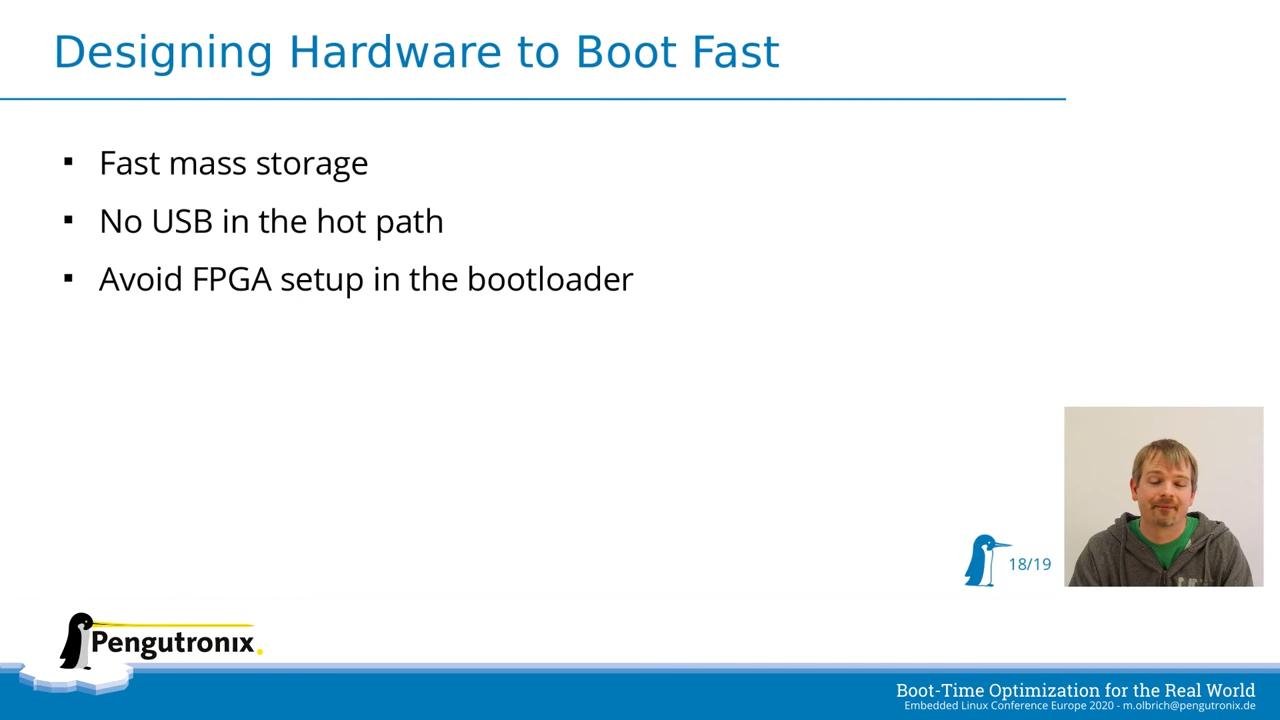 Designing Hardware to Boot Fast
▪ Fast mass storage
▪ No USB in the hot path
▪ Avoid FPGA setup in the bootloader
18/19
Pengutronix.
Boot-Time Optimization for the Real World
Embedded Linux Conference Europe 2020 - m.olbrich@pengutronix.de